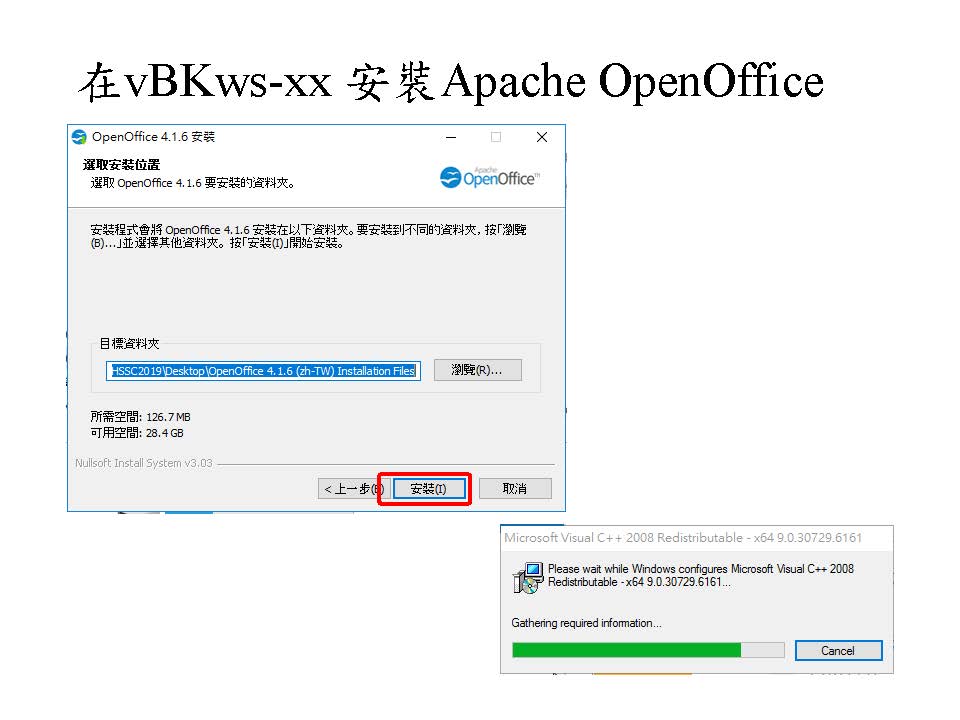 在vBKws-xx 安裝Apache OpenOffice
OpenOffice 4.1.6 安裝
選取安裝位置
選取 OpenOffice 4.1.6 要安裝的資料夾。
Apache
OpenOffice™
安裝程式會將 OpenOffice 4.1.6 安裝在以下資料夾。要安裝到不同的資料夾，按「瀏覽
(B)...」並選擇其他資料夾。按「安裝(I)」開始安裝。
目標資料夾
HSSC2019\Desktop\OpenOffice 4.1.6 (zh-TW) Installation Files
瀏覽(R)...
所需空間: 126.7 MB
可用空間: 28.4 GB
Nullsoft Install System v3.03
< 上一步(B)
安裝(I)
取消
Microsoft Visual C++ 2008 Redistributable - x64 9.0.30729.6161
Please wait while Windows configures Microsoft Visual C++ 2008
Redistributable - x64 9.0.30729.6161...
Gathering required information...
Cancel